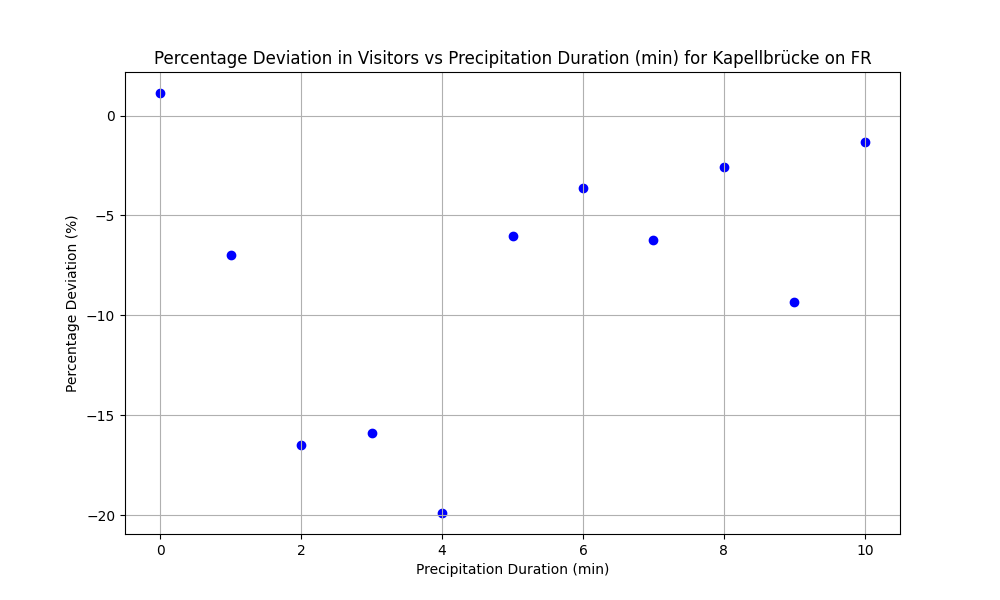 Percentage Deviation in Visitors vs Precipitation Duration (min) for Kapellbrücke on FR
Percentage Deviation (%)
0
−5
−10
−15
−20
0 2 4 6 8 10
Precipitation Duration (min)